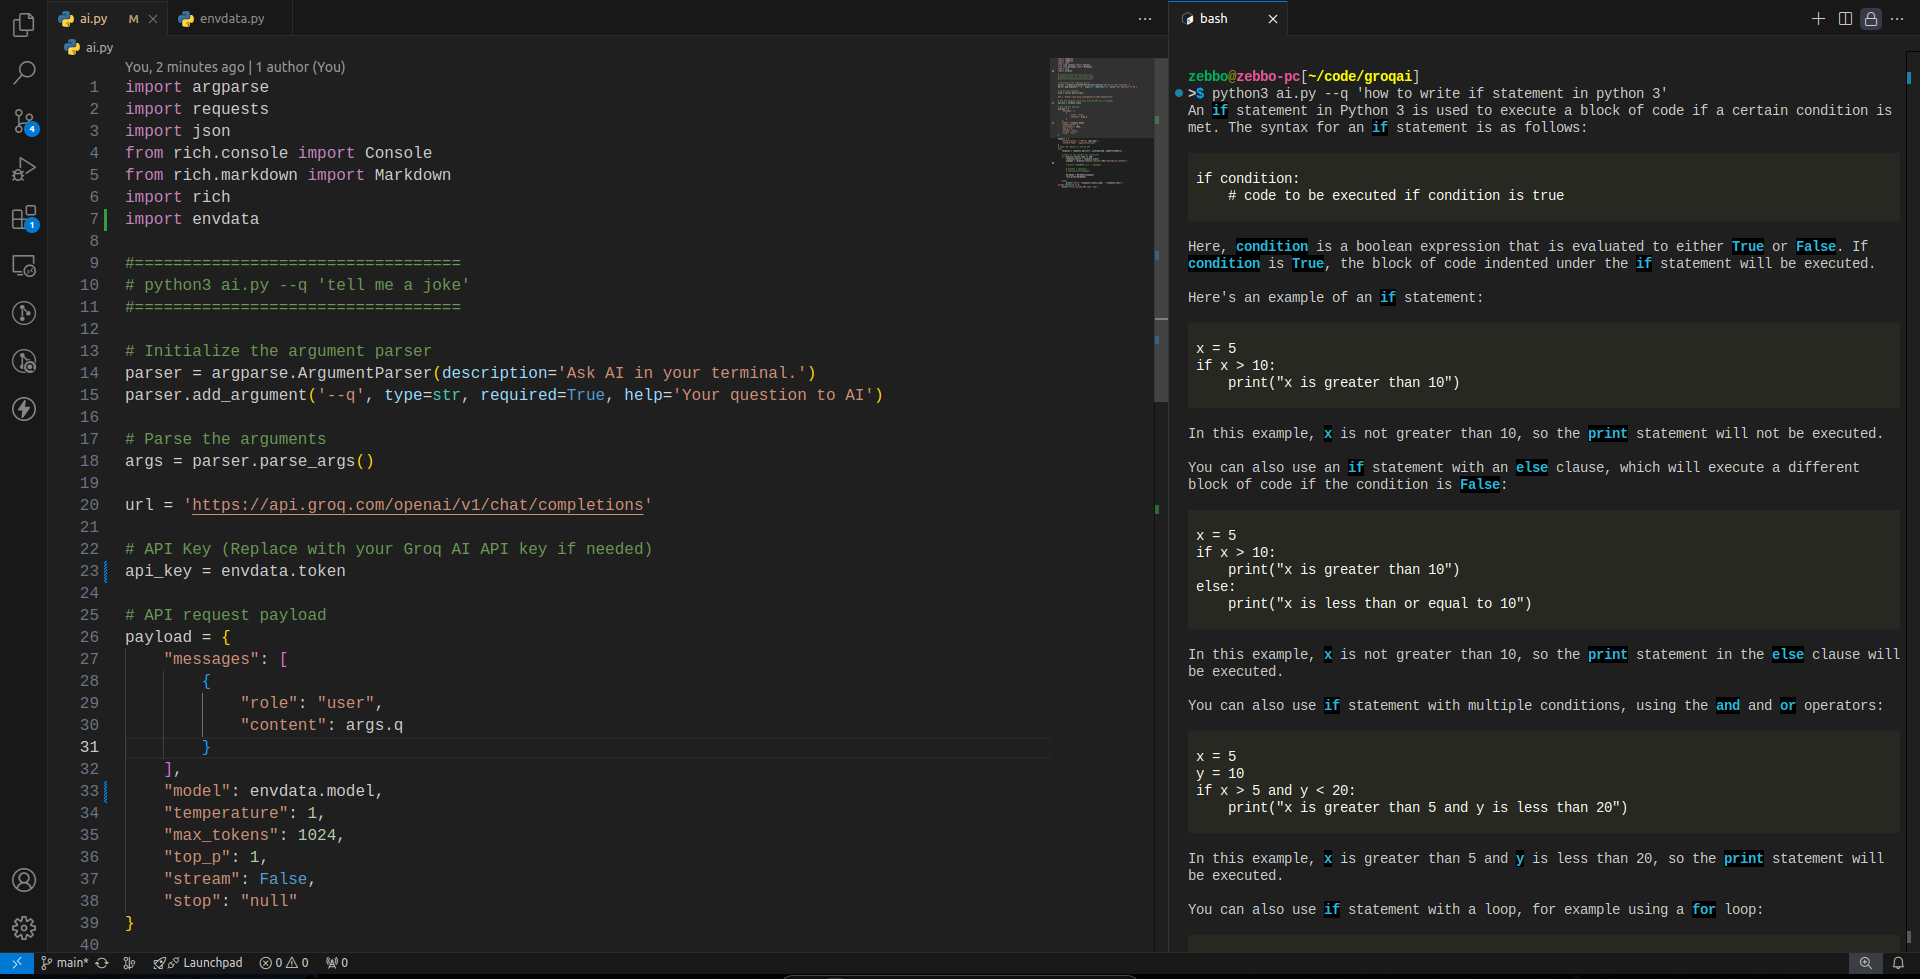 ai.py M
envdata.py
ai.py
You, 2 minutes ago | 1 author (You)
1 import argparse
2 import requests
3 import json
4 from rich.console import Console
5 from rich.markdown import Markdown
6 import rich
7 import envdata
8
9 #==================================
10 # python3 ai.py --q 'tell me a joke'
11 #==================================
12
13 # Initialize the argument parser
14 parser = argparse.ArgumentParser(description='Ask AI in your terminal.')
15 parser.add_argument('--q', type=str, required=True, help='Your question to AI')
16
17 # Parse the arguments
18 args = parser.parse_args()
19
20 url = 'https://api.groq.com/openai/v1/chat/completions'
21
22 # API Key (Replace with your Groq AI API key if needed)
23 api_key = envdata.token
24
25 # API request payload
26 payload = {
27     "messages": [
28         {
29             "role": "user",
30             "content": args.q
31         }
32     ],
33     "model": envdata.model,
34     "temperature": 1,
35     "max_tokens": 1024,
36     "top_p": 1,
37     "stream": False,
38     "stop": "null"
39 }
40
bash
zebbo@zebbo-pc[~/code/groqai]
>$ python3 ai.py --q 'how to write if statement in python 3'
An if statement in Python 3 is used to execute a block of code if a certain condition is
met. The syntax for an if statement is as follows:
if condition:
    # code to be executed if condition is true
Here, condition is a boolean expression that is evaluated to either True or False. If
condition is True, the block of code indented under the if statement will be executed.
Here's an example of an if statement:
x = 5
if x > 10:
    print("x is greater than 10")
In this example, x is not greater than 10, so the print statement will not be executed.
You can also use an if statement with an else clause, which will execute a different
block of code if the condition is False:
x = 5
if x > 10:
    print("x is greater than 10")
else:
    print("x is less than or equal to 10")
In this example, x is not greater than 10, so the print statement in the else clause will
be executed.
You can also use if statement with multiple conditions, using the and and or operators:
x = 5
y = 10
if x > 5 and y < 20:
    print("x is greater than 5 and y is less than 20")
In this example, x is greater than 5 and y is less than 20, so the print statement will
be executed.
You can also use if statement with a loop, for example using a for loop:
4
1
main* Launchpad 0 0 0